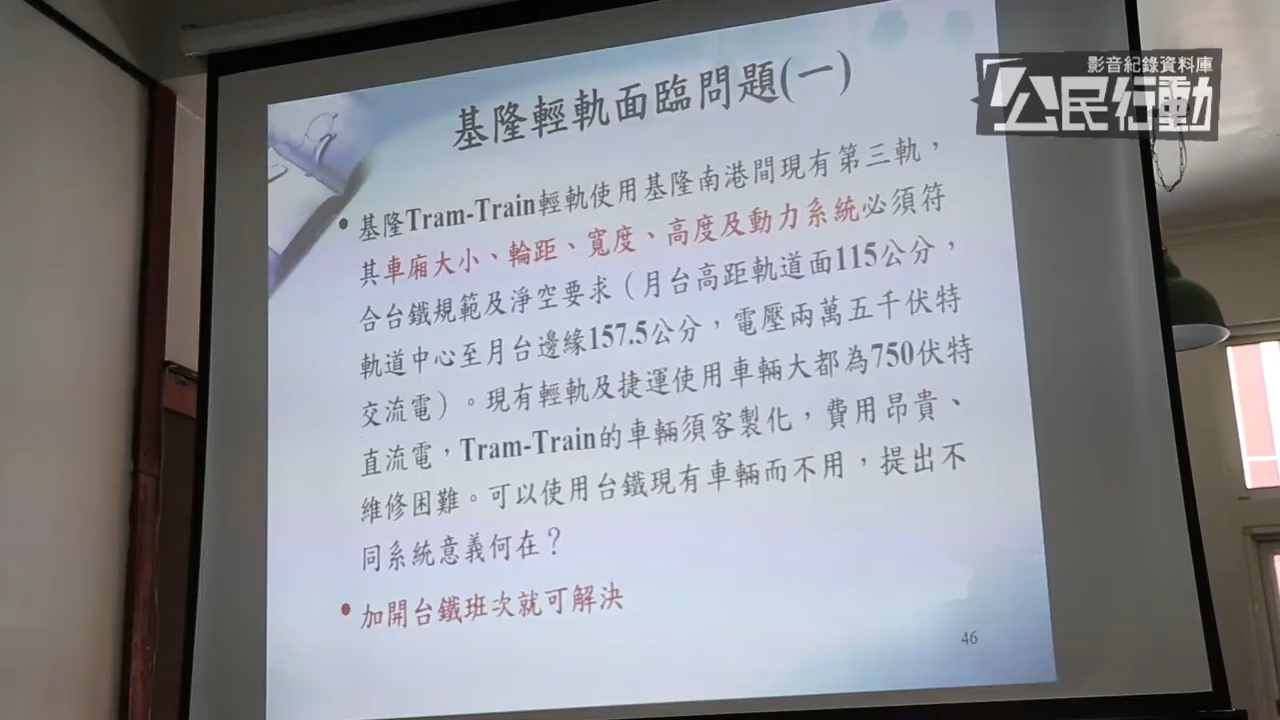 影音紀錄資料庫
公民行動
基隆輕軌面臨問題(一)
• 基隆Tram-Train輕軌使用基隆南港間現有第三軌，
其車廂大小、輪距、寬度、高度及動力系統必須符
合台鐵規範及淨空要求（月台高距軌道面115公分，
軌道中心至月台邊緣157.5公分，電壓兩萬五千伏特
交流電）。現有輕軌及捷運使用車輛大都為750伏特
直流電，Tram-Train的車輛須客製化，費用昂貴、
維修困難。可以使用台鐵現有車輛而不用，提出不
同系統意義何在？
• 加開台鐵班次就可解決
46